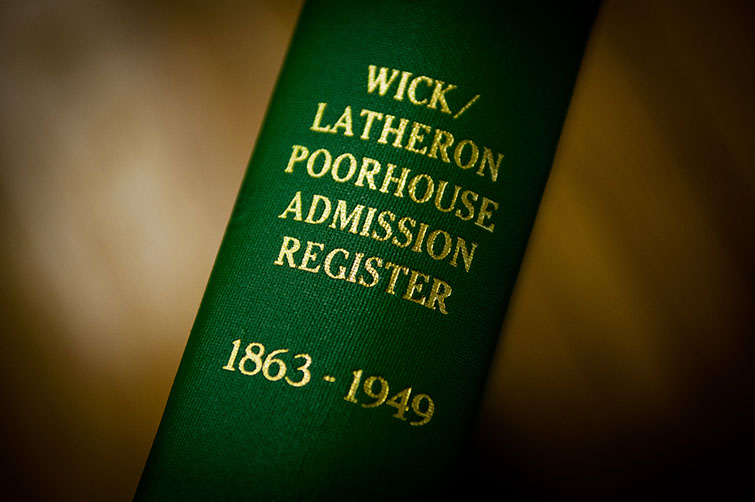 WICK/
LATHERON
POORHOUSE
ADMISSION
REGISTER
1863 - 1949